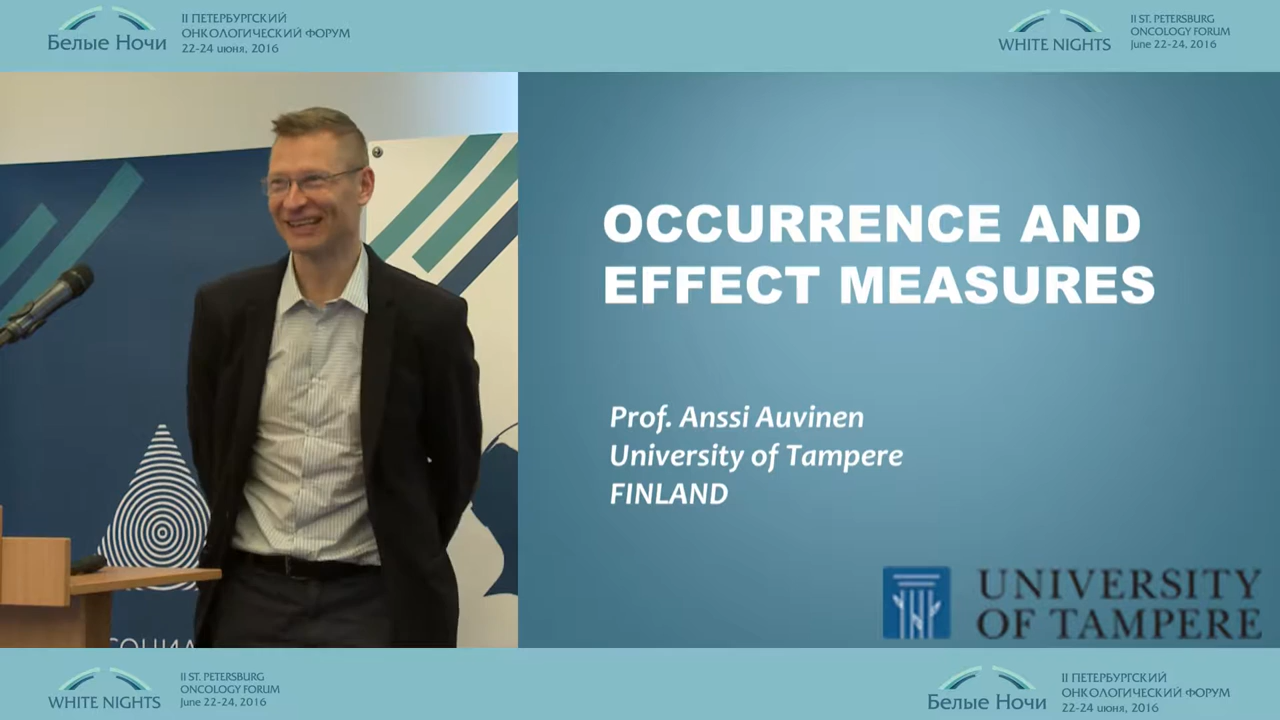 Белые Ночи
II ПЕТЕРБУРГСКИЙ
ОНКОЛОГИЧЕСКИЙ ФОРУМ
22-24 июня, 2016
WHITE NIGHTS
II ST. PETERSBURG
ONCOLOGY FORUM
June 22-24, 2016
OCCURRENCE AND
EFFECT MEASURES
Prof. Anssi Auvinen
University of Tampere
FINLAND
UNIVERSITY
OF TAMPERE
WHITE NIGHTS
II ST. PETERSBURG
ONCOLOGY FORUM
June 22-24, 2016
Белые Ночи
II ПЕТЕРБУРГСКИЙ
ОНКОЛОГИЧЕСКИЙ ФОРУМ
22-24 июня, 2016